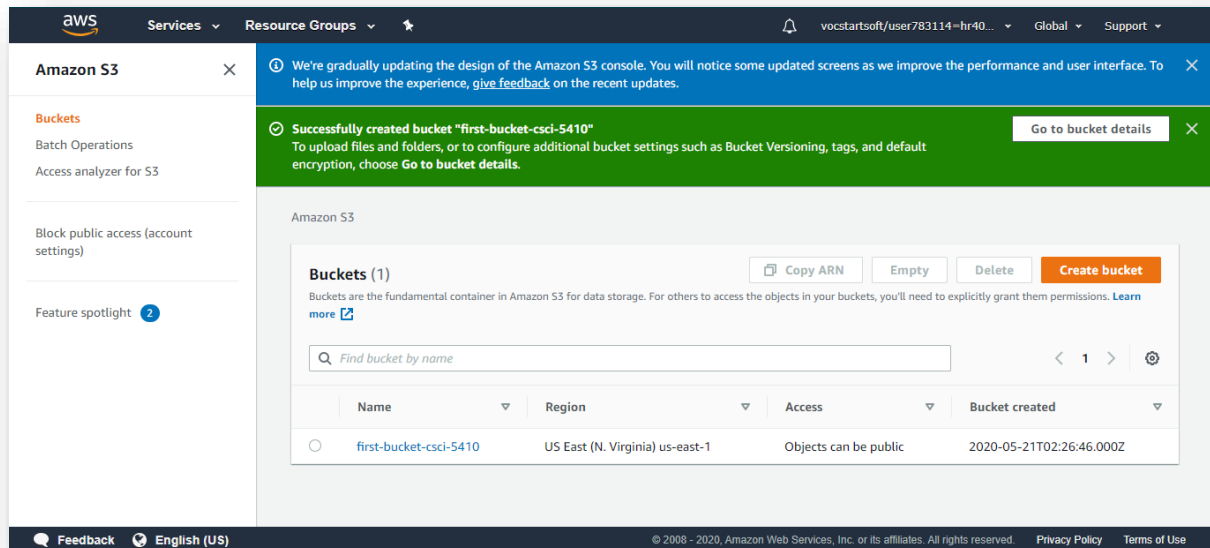 aws
Services
Resource Groups
vocstartsoft/user783114=hr40...
Global
Support
Amazon S3
Buckets
Batch Operations
Access analyzer for S3
Block public access (account
settings)
Feature spotlight 2
We're gradually updating the design of the Amazon S3 console. You will notice some updated screens as we improve the performance and user interface. To
help us improve the experience, give feedback on the recent updates.
Successfully created bucket "first-bucket-csci-5410"
To upload files and folders, or to configure additional bucket settings such as Bucket Versioning, tags, and default
encryption, choose Go to bucket details.
Go to bucket details
Amazon S3
Buckets (1)
Copy ARN
Empty
Delete
Create bucket
Buckets are the fundamental container in Amazon S3 for data storage. For others to access the objects in your buckets, you'll need to explicitly grant them permissions. Learn
more
Find bucket by name
1
Name Region Access Bucket created
first-bucket-csci-5410 US East (N. Virginia) us-east-1 Objects can be public 2020-05-21T02:26:46.000Z
Feedback
English (US)
© 2008 - 2020, Amazon Web Services, Inc. or its affiliates. All rights reserved.
Privacy Policy
Terms of Use